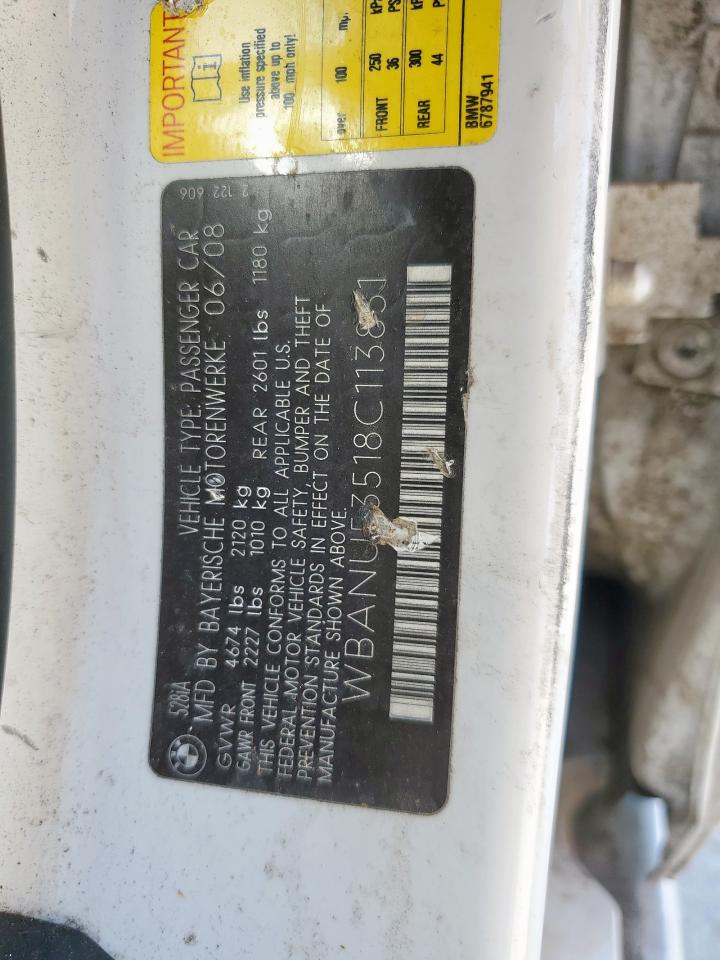 IMPORTANT
Use inflation
pressure specified
above up to
100 mph only!
over 100 mp
FRONT 250 36
REAR 300 44
BMW
6787941
2 122 606
528iA
VEHICLE TYPE: PASSENGER CAR
MFD BY BAYERISCHE MOTORENWERKE: 06/08
GVWR 4674 lbs 2120 kg
GAWR FRONT 2227 lbs 1010 kg REAR 2601 lbs 1180 kg
THIS VEHICLE CONFORMS TO ALL APPLICABLE U.S.
FEDERAL MOTOR VEHICLE SAFETY, BUMPER AND THEFT
PREVENTION STANDARDS IN EFFECT ON THE DATE OF
MANUFACTURE SHOWN ABOVE.